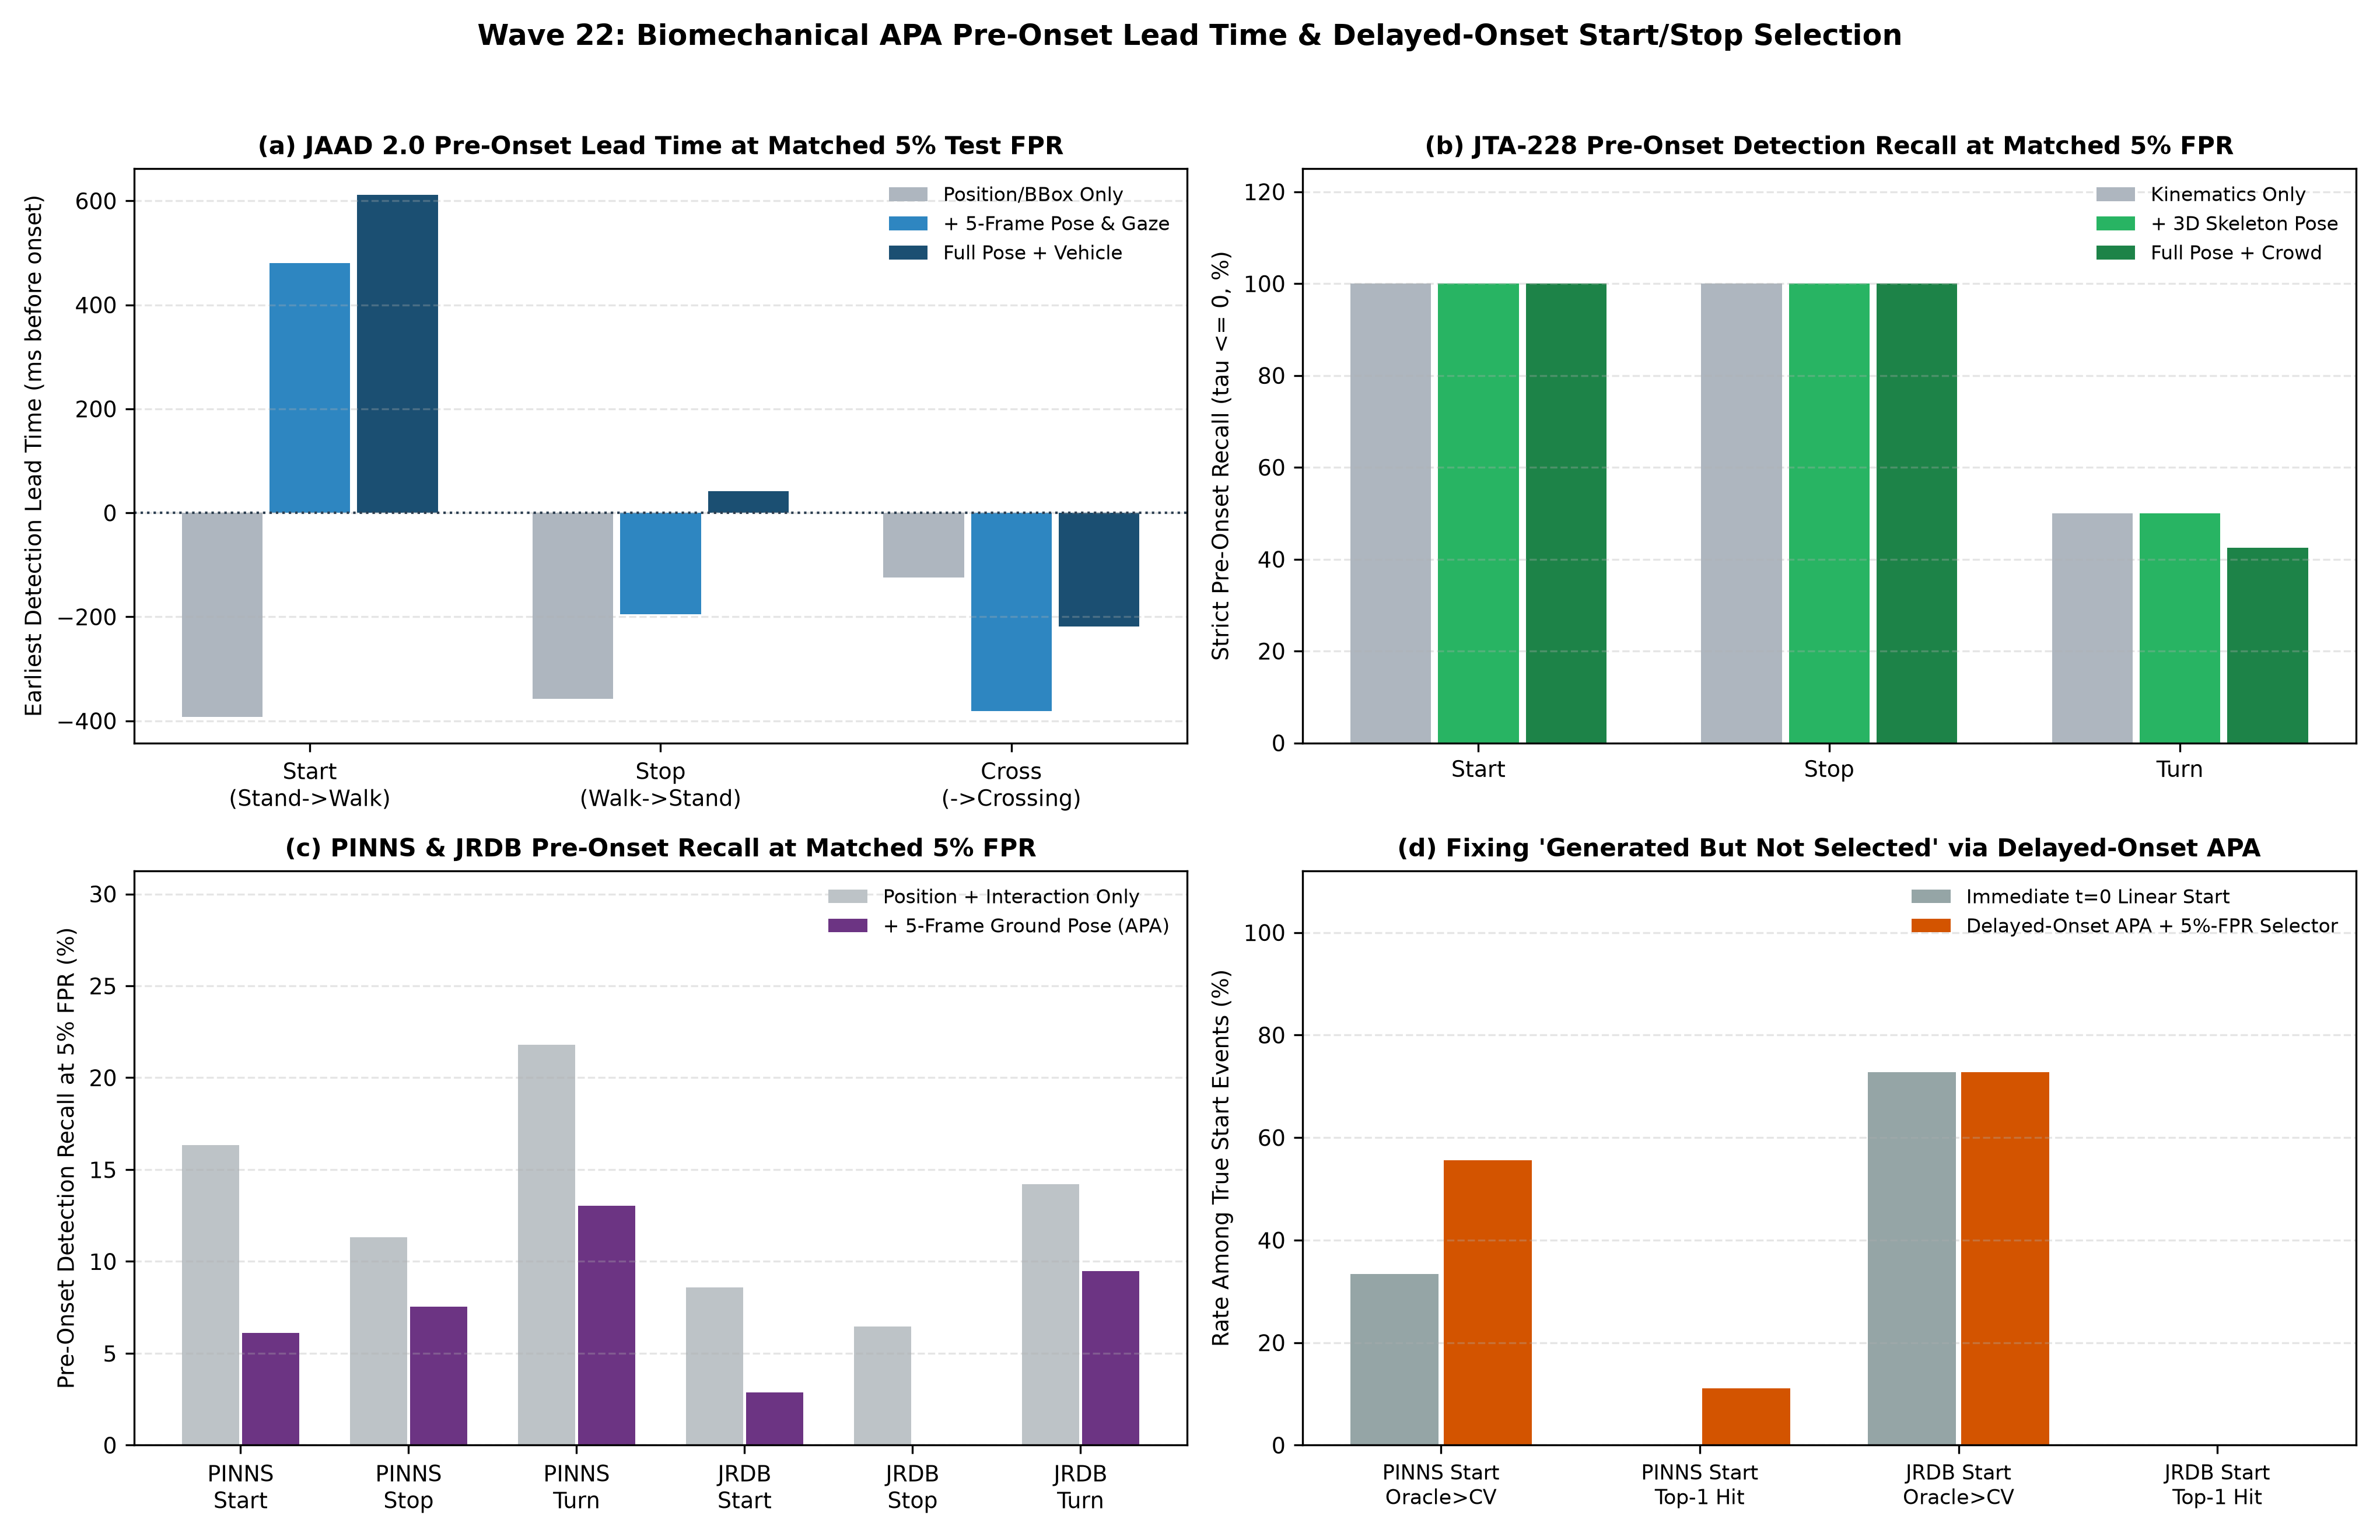 Wave 22: Biomechanical APA Pre-Onset Lead Time & Delayed-Onset Start/Stop Selection
(a) JAAD 2.0 Pre-Onset Lead Time at Matched 5% Test FPR
Earliest Detection Lead Time (ms before onset)
600
400
200
0
−200
−400
Position/BBox Only
+ 5-Frame Pose & Gaze
Full Pose + Vehicle
Start
(Stand->Walk)
Stop
(Walk->Stand)
Cross
(->Crossing)
(b) JTA-228 Pre-Onset Detection Recall at Matched 5% FPR
Strict Pre-Onset Recall (tau <= 0, %)
120
100
80
60
40
20
0
Kinematics Only
+ 3D Skeleton Pose
Full Pose + Crowd
Start
Stop
Turn
(c) PINNS & JRDB Pre-Onset Recall at Matched 5% FPR
Pre-Onset Detection Recall at 5% FPR (%)
30
25
20
15
10
5
0
Position + Interaction Only
+ 5-Frame Ground Pose (APA)
PINNS
Start
PINNS
Stop
PINNS
Turn
JRDB
Start
JRDB
Stop
JRDB
Turn
(d) Fixing 'Generated But Not Selected' via Delayed-Onset APA
Rate Among True Start Events (%)
100
80
60
40
20
0
Immediate t=0 Linear Start
Delayed-Onset APA + 5%-FPR Selector
PINNS Start
Oracle>CV
PINNS Start
Top-1 Hit
JRDB Start
Oracle>CV
JRDB Start
Top-1 Hit